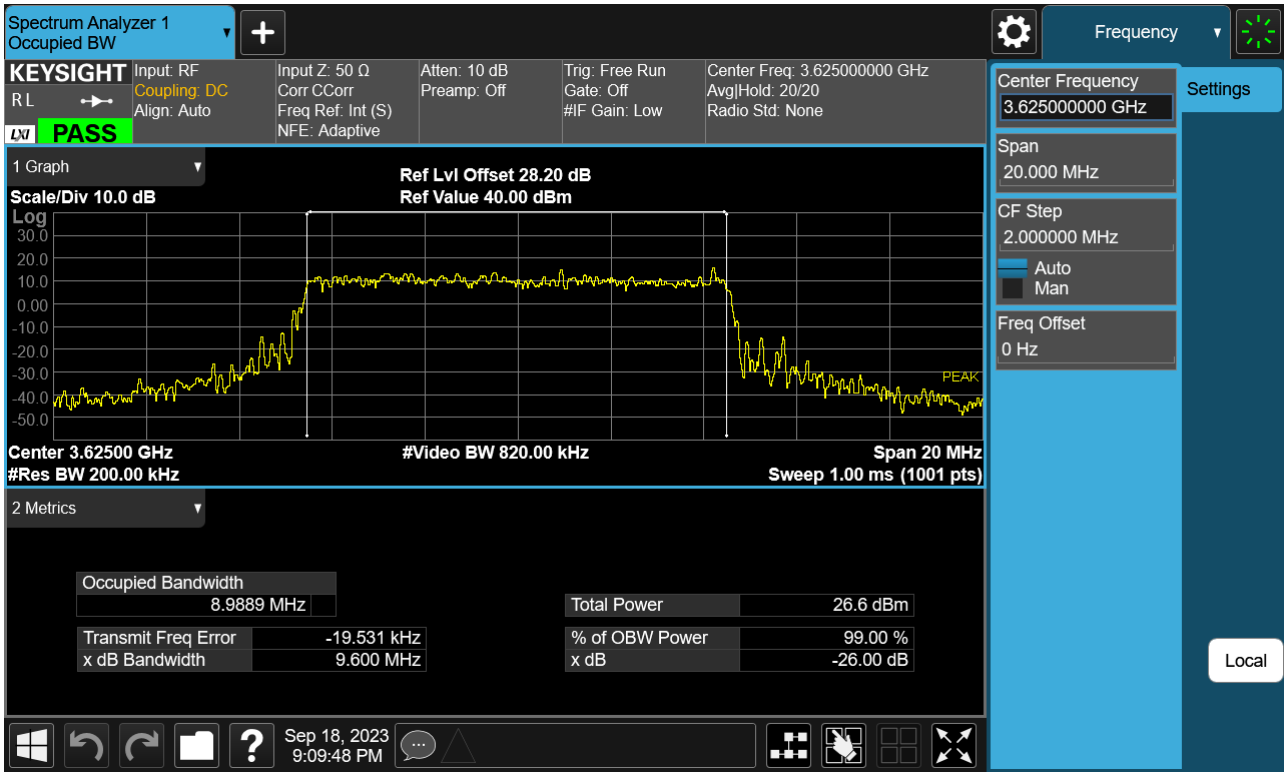 Spectrum Analyzer 1
Occupied BW
Frequency
KEYSIGHT
R L
LXI
PASS
Input: RF
Coupling: DC
Align: Auto
Input Z: 50 Ω
Corr CCorr
Freq Ref: Int (S)
NFE: Adaptive
Atten: 10 dB
Preamp: Off
Trig: Free Run
Gate: Off
#IF Gain: Low
Center Freq: 3.625000000 GHz
Avg|Hold: 20/20
Radio Std: None
1 Graph
Scale/Div 10.0 dB
Ref Lvl Offset 28.20 dB
Ref Value 40.00 dBm
Log
30.0
20.0
10.0
0.00
-10.0
-20.0
-30.0
-40.0
-50.0
PEAK
Center 3.62500 GHz
#Video BW 820.00 kHz
Span 20 MHz
#Res BW 200.00 kHz
Sweep 1.00 ms (1001 pts)
2 Metrics
Occupied Bandwidth
8.9889 MHz
Total Power 26.6 dBm
Transmit Freq Error -19.531 kHz
% of OBW Power 99.00 %
x dB Bandwidth 9.600 MHz
x dB -26.00 dB
Center Frequency
3.625000000 GHz
Settings
Span
20.000 MHz
CF Step
2.000000 MHz
Auto
Man
Freq Offset
0 Hz
Local
?
Sep 18, 2023
9:09:48 PM